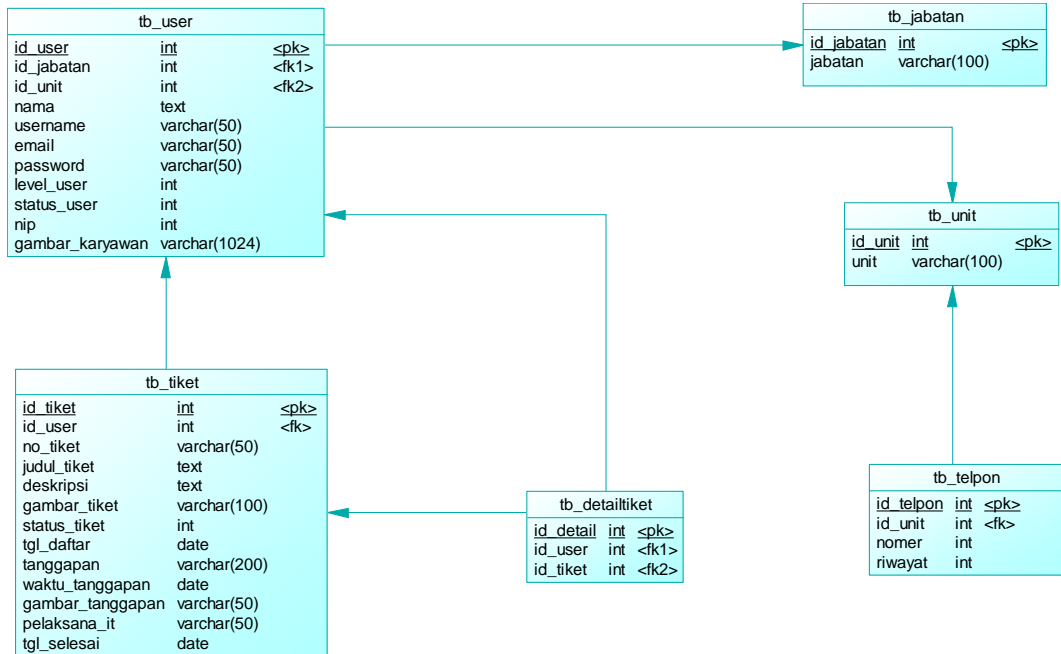 tb_user
id_user int <pk>
id_jabatan int <fk1>
id_unit int <fk2>
nama text
username varchar(50)
email varchar(50)
password varchar(50)
level_user int
status_user int
nip int
gambar_karyawan varchar(1024)
tb_jabatan
id_jabatan int <pk>
jabatan varchar(100)
tb_unit
id_unit int <pk>
unit varchar(100)
tb_tiket
id_tiket int <pk>
id_user int <fk>
no_tiket varchar(50)
judul_tiket text
deskripsi text
gambar_tiket varchar(100)
status_tiket int
tgl_daftar date
tanggapan varchar(200)
waktu_tanggapan date
gambar_tanggapan varchar(50)
pelaksana_it varchar(50)
tgl_selesai date
tb_detailtiket
id_detail int <pk>
id_user int <fk1>
id_tiket int <fk2>
tb_telpon
id_telpon int <pk>
id_unit int <fk>
nomer int
riwayat int